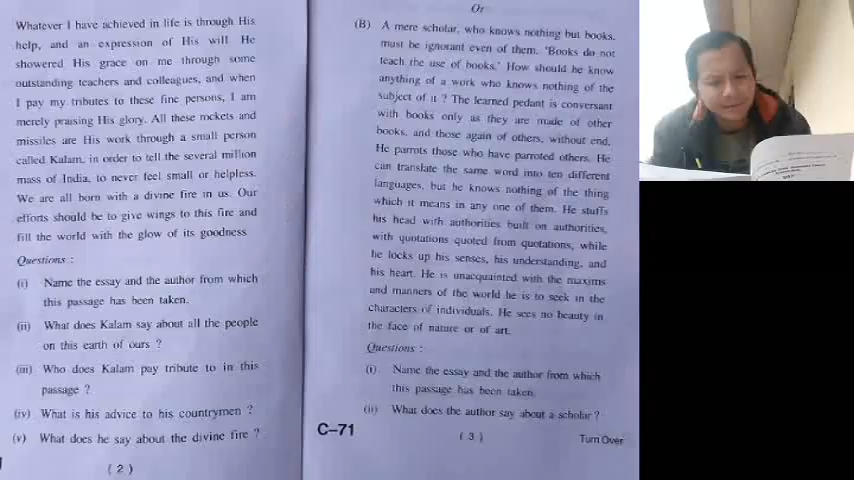 Whatever I have achieved in life is through His
help, and an expression of His will. He
showered His grace on me through some
outstanding teachers and colleagues, and when
I pay my tributes to these fine persons, I am
merely praising His glory. All these rockets and
missiles are His work through a small person
called Kalam, in order to tell the several million
mass of India, to never feel small or helpless.
We are all born with a divine fire in us. Our
efforts should be to give wings to this fire and
fill the world with the glow of its goodness
Questions :
(i) Name the essay and the author from which
this passage has been taken.
(ii) What does Kalam say about all the people
on this earth of ours ?
(iii) Who does Kalam pay tribute to in this
passage ?
(iv) What is his advice to his countrymen ?
(v) What does he say about the divine fire ?
( 2 )
Or
(B) A mere scholar, who knows nothing but books,
must be ignorant even of them. 'Books do not
teach the use of books.' How should he know
anything of a work who knows nothing of the
subject of it ? The learned pedant is conversant
with books only as they are made of other
books, and those again of others, without end.
He parrots those who have parroted others. He
can translate the same word into ten different
languages, but he knows nothing of the thing
which it means in any one of them. He stuffs
his head with authorities built on authorities,
with quotations quoted from quotations, while
he locks up his senses, his understanding, and
his heart. He is unacquainted with the maxims
and manners of the world he is to seek in the
characters of individuals. He sees no beauty in
the face of nature or of art.
Questions :
(i) Name the essay and the author from which
this passage has been taken.
(ii) What does the author say about a scholar ?
C–71
( 3 )
Turn Over